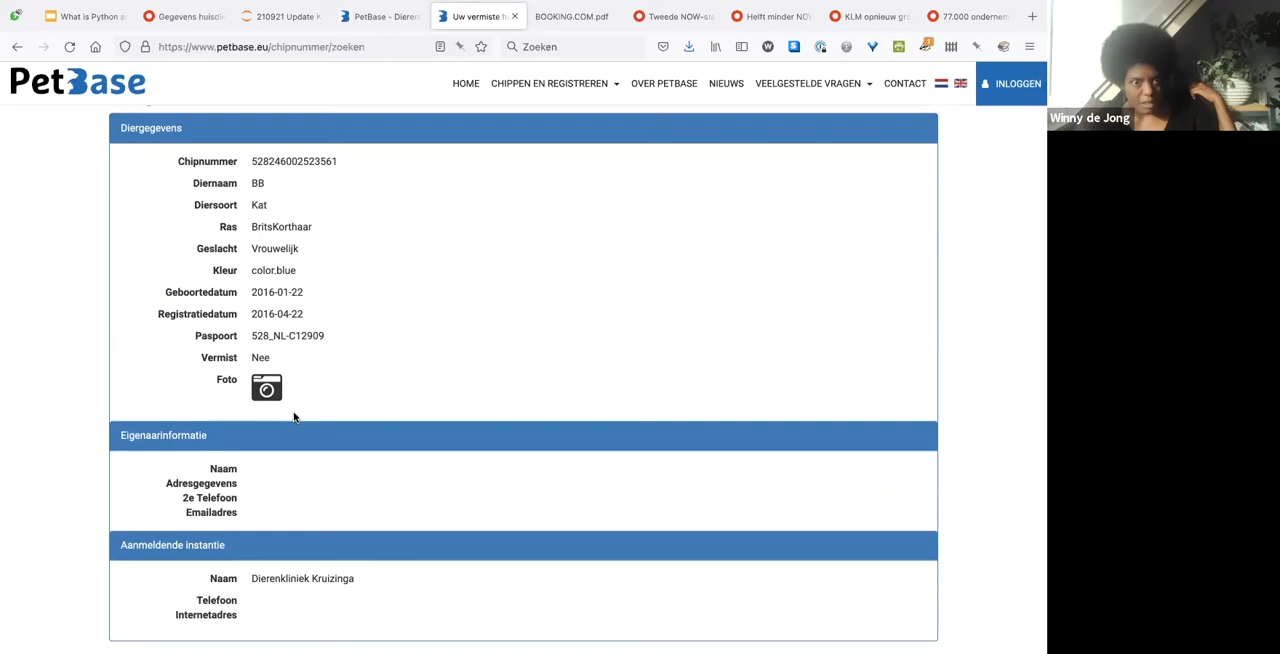 What is Python a
Gegevens huisdi
210921 Update K
PetBase - Dieren
Uw vermiste h
BOOKING.COM.pdf
Tweede NOW-ste
Helft minder NO
KLM opnieuw gro
77.000 ondernem
https://www.petbase.eu/chipnummer/zoeken
Zoeken
PetBase
HOME CHIPPEN EN REGISTREREN OVER PETBASE NIEUWS VEELGESTELDE VRAGEN CONTACT INLOGGEN
Winny de Jong
Diergegevens
Chipnummer 528246002523561
Diernaam BB
Diersoort Kat
Ras BritsKorthaar
Geslacht Vrouwelijk
Kleur color.blue
Geboortedatum 2016-01-22
Registratiedatum 2016-04-22
Paspoort 528_NL-C12909
Vermist Nee
Foto
Eigenaarinformatie
Naam
Adresgegevens
2e Telefoon
Emailadres
Aanmeldende instantie
Naam Dierenkliniek Kruizinga
Telefoon
Internetadres